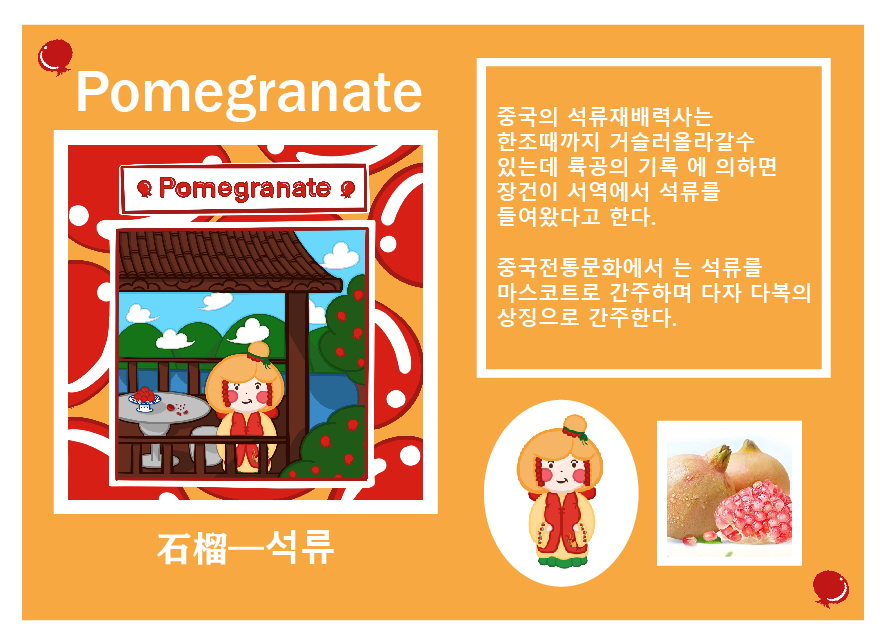 Pomegranate
Pomegranate
石榴—석류
중국의 석류재배력사는
한조때까지 거슬러올라갈수
있는데 륙공의 기록 에 의하면
장건이 서역에서 석류를
들여왔다고 한다.
중국전통문화에서 는 석류를
마스코트로 간주하며 다자 다복의
상징으로 간주한다.